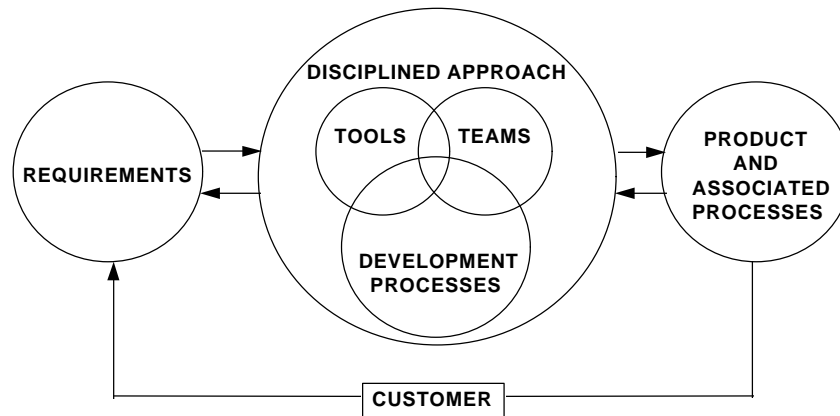 DISCIPLINED APPROACH
TOOLS
TEAMS
REQUIREMENTS
PRODUCT
AND
ASSOCIATED
PROCESSES
DEVELOPMENT
PROCESSES
CUSTOMER